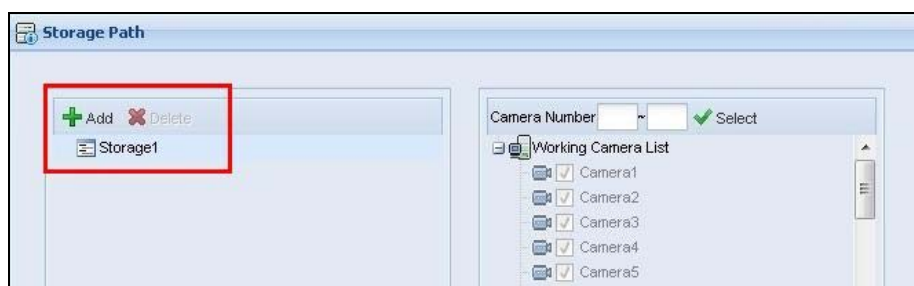 Storage Path
Add Delete
Storage1
Camera Number ~ Select
Working Camera List
Camera1
Camera2
Camera3
Camera4
Camera5